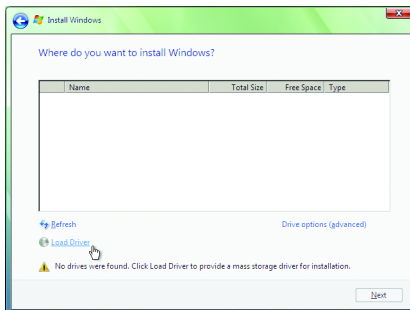 Install Windows
Where do you want to install Windows?
Name Total Size Free Space Type
Refresh Drive options (advanced)
Load Driver
No drives were found. Click Load Driver to provide a mass storage driver for installation.
Next